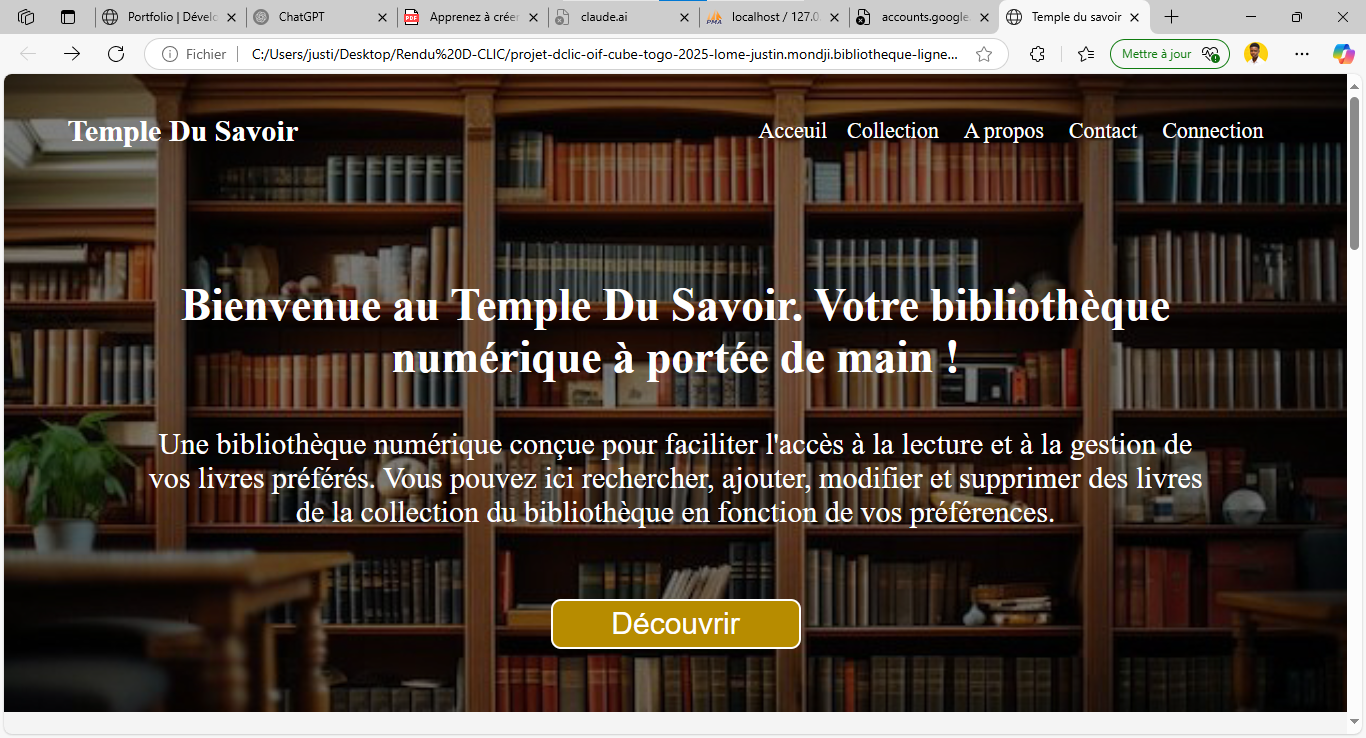 Portfolio | Dévelo
ChatGPT
Apprenez à créer
claude.ai
localhost / 127.0.
accounts.google.
Temple du savoir
Fichier
C:/Users/justi/Desktop/Rendu%20D-CLIC/projet-dclic-oif-cube-togo-2025-lome-justin.mondji.bibliotheque-ligne...
Mettre à jour
Temple Du Savoir
Acceuil
Collection
A propos
Contact
Connection
Bienvenue au Temple Du Savoir. Votre bibliothèque
numérique à portée de main !
Une bibliothèque numérique conçue pour faciliter l'accès à la lecture et à la gestion de
vos livres préférés. Vous pouvez ici rechercher, ajouter, modifier et supprimer des livres
de la collection du bibliothèque en fonction de vos préférences.
Découvrir